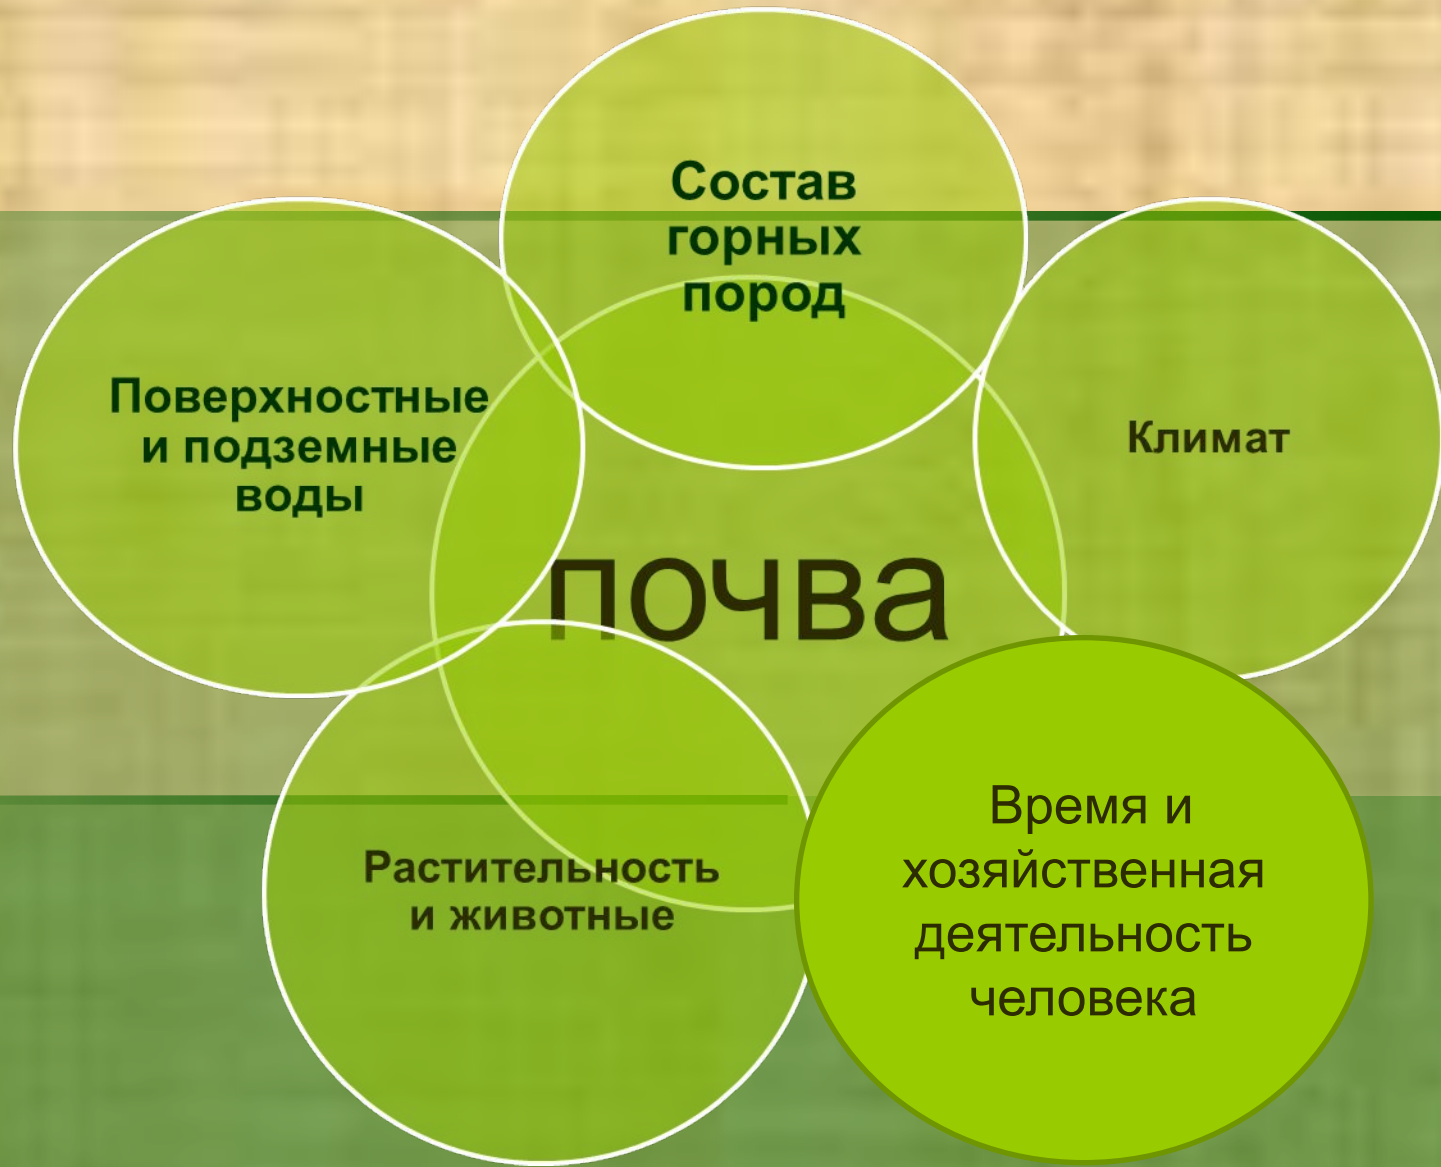 Состав
горных
пород
Поверхностные
и подземные
воды
Климат
почва
Растительность
и животные
Время и
хозяйственная
деятельность
человека